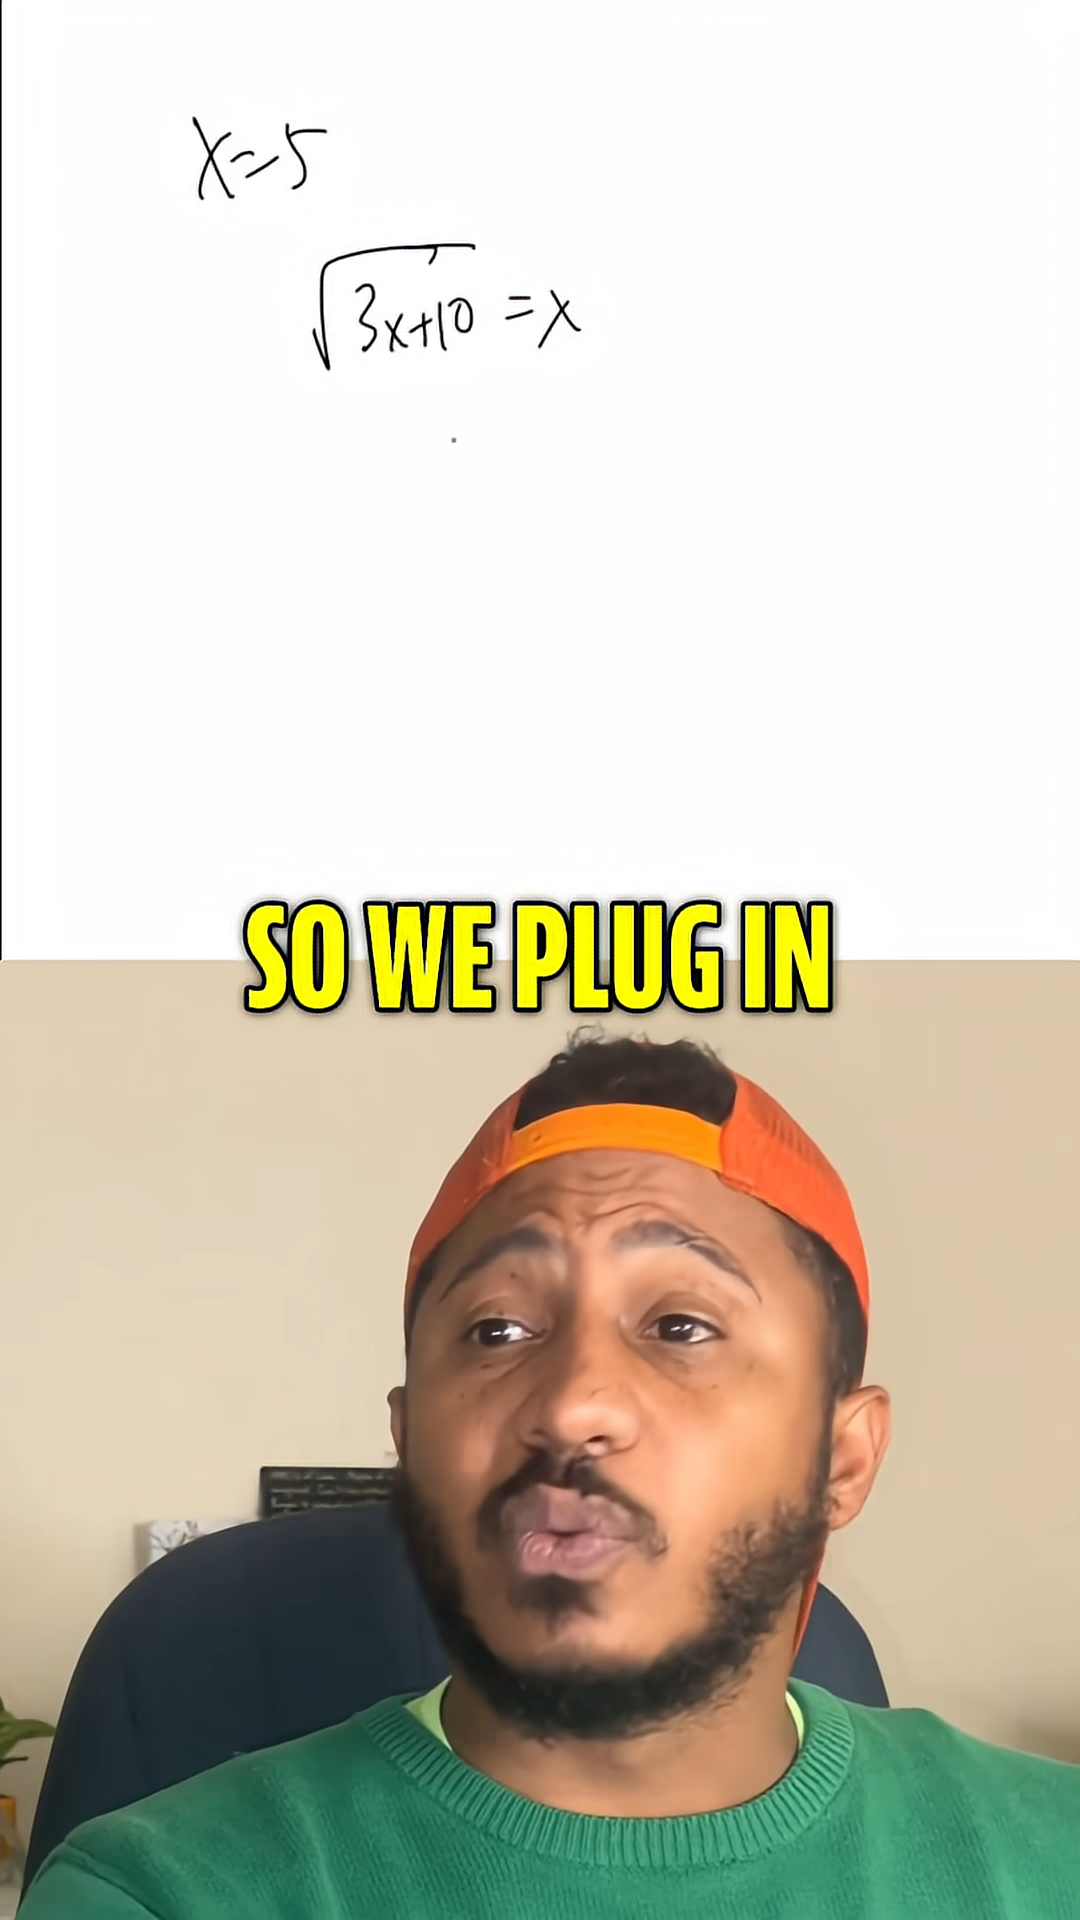 x=5
√3x+10 = x
SO WE PLUG IN